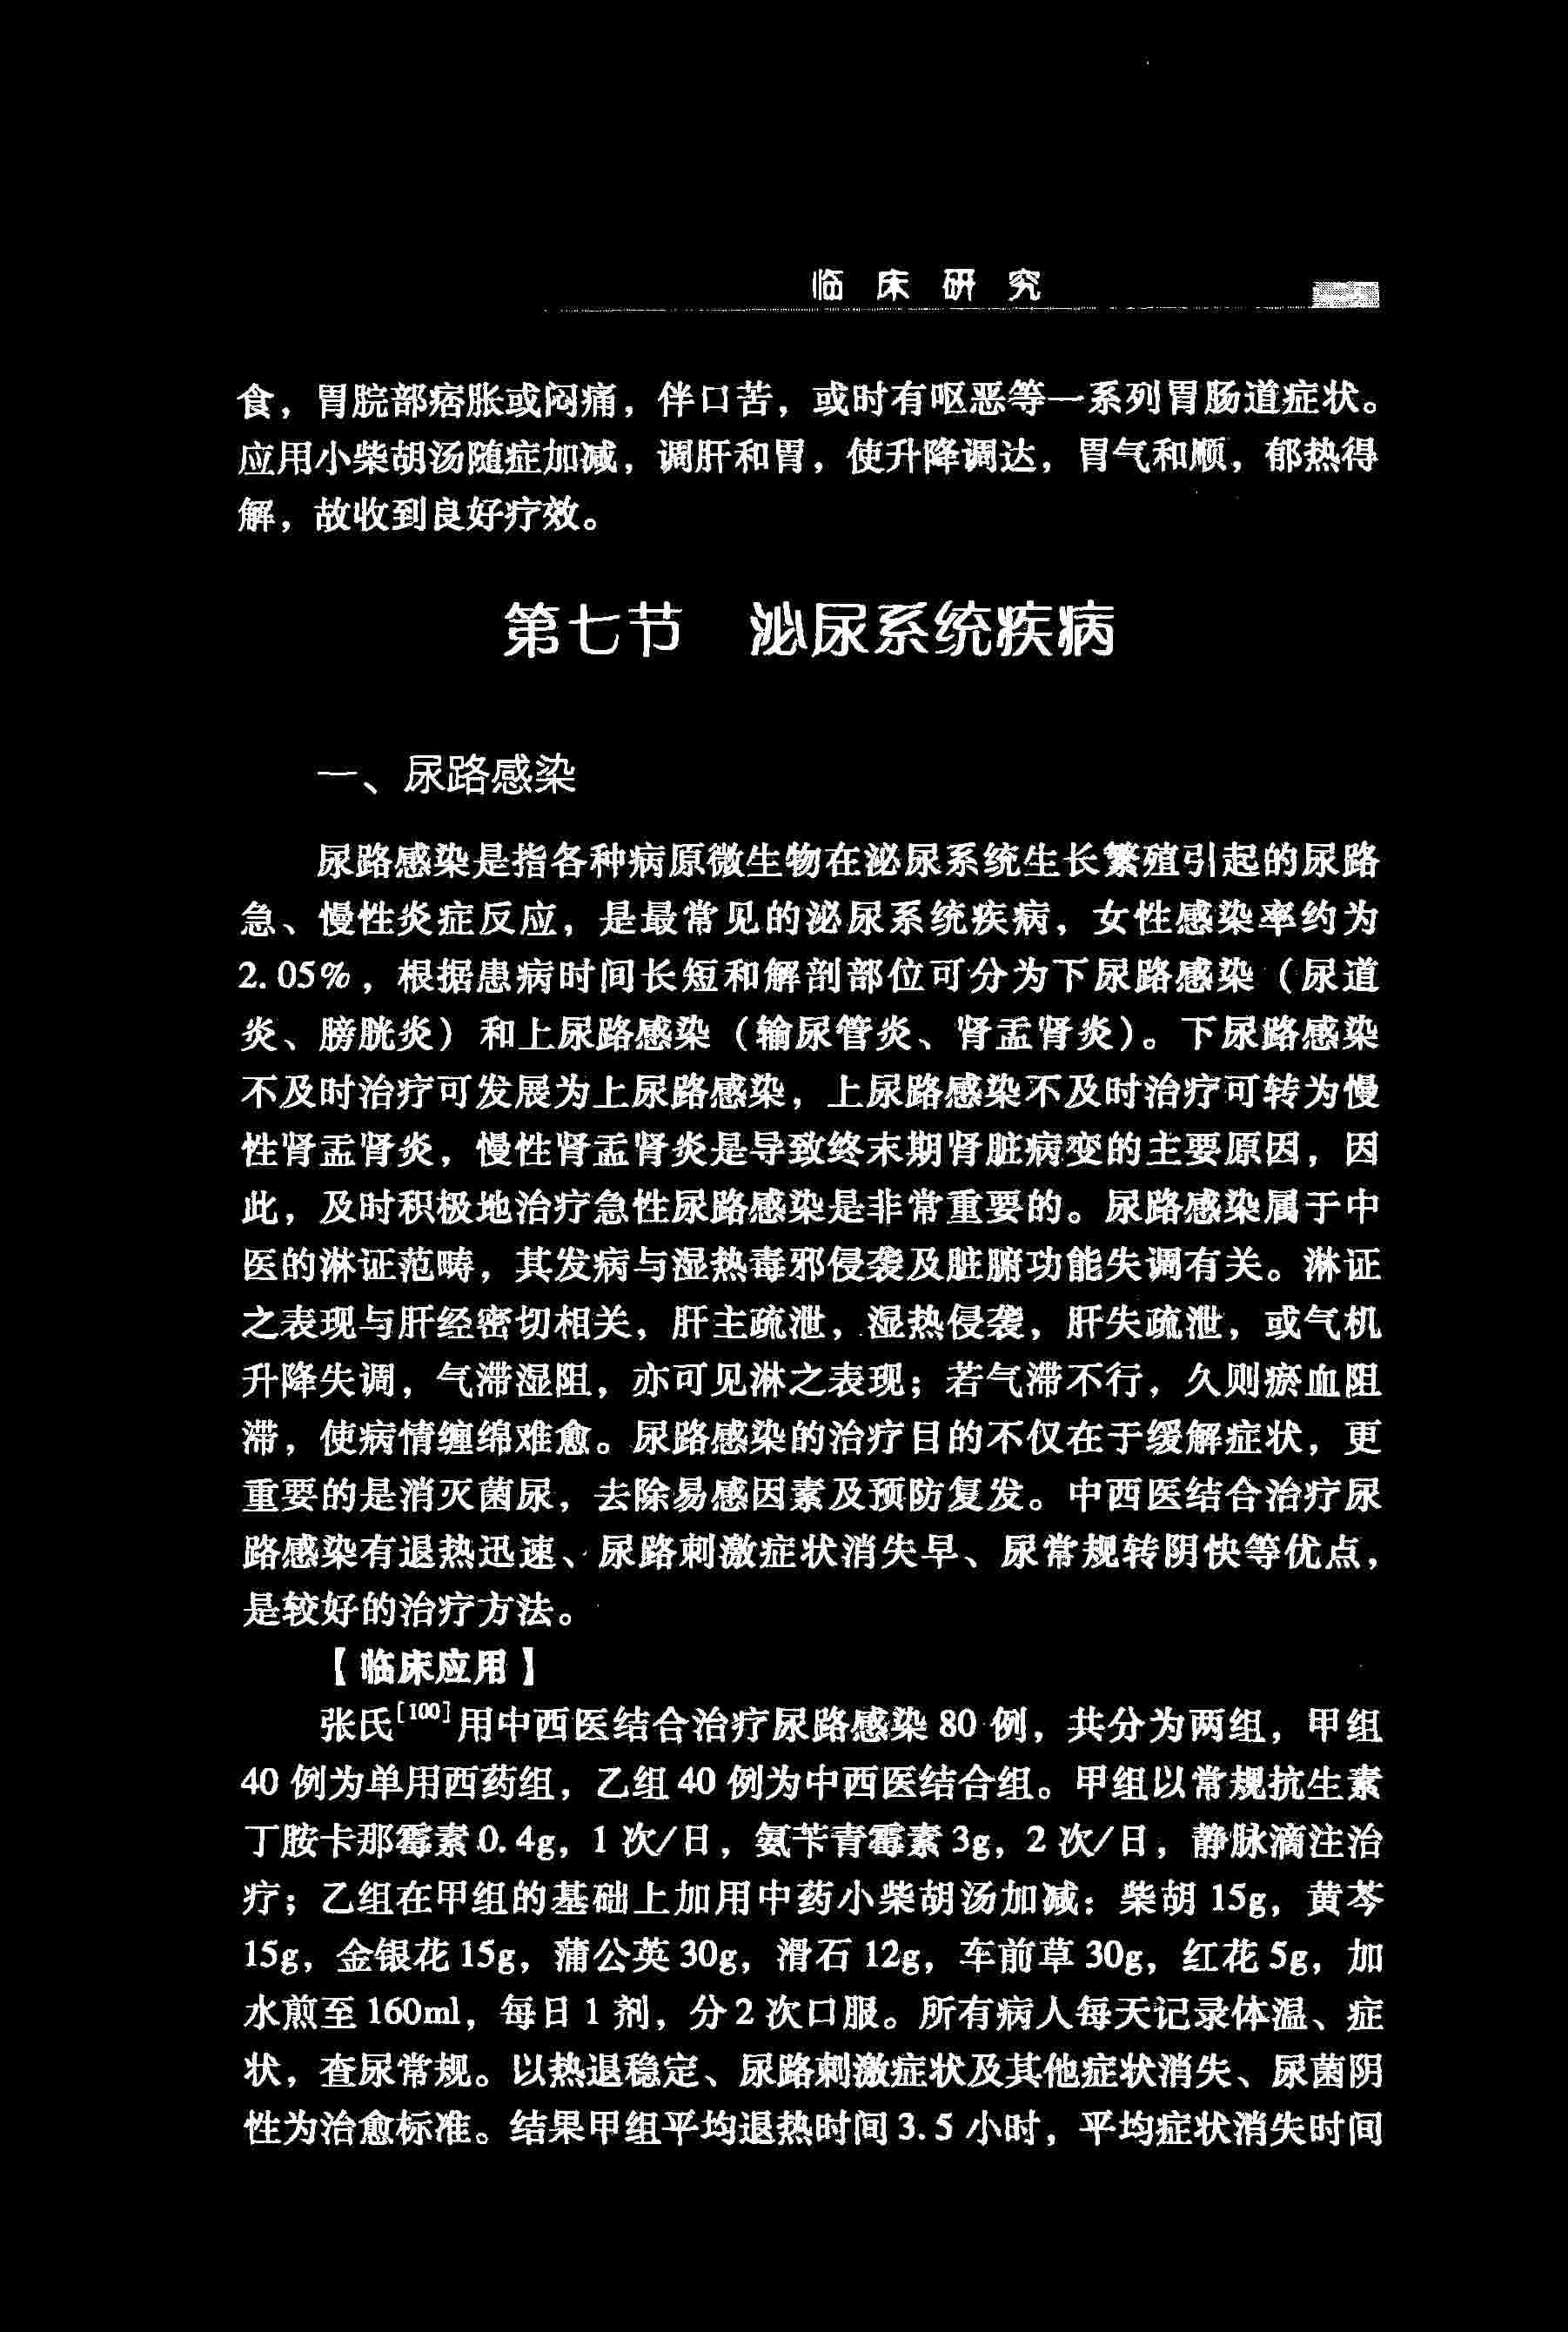 临床研究
食，胃脘部痞胀或闷痛，伴口苦，或时有呕恶等一系列胃肠道症状。
应用小柴胡汤随症加减，调肝和胃，使升降调达，胃气和顺，郁热得
解，故收到良好疗效。
第七节 泌尿系统疾病
一、尿路感染
尿路感染是指各种病原微生物在泌尿系统生长繁殖引起的尿路
急、慢性炎症反应，是最常见的泌尿系统疾病，女性感染率约为
2.05%，根据患病时间长短和解剖部位可分为下尿路感染（尿道
炎、膀胱炎）和上尿路感染（输尿管炎、肾盂肾炎）。下尿路感染
不及时治疗可发展为上尿路感染，上尿路感染不及时治疗可转为慢
性肾盂肾炎，慢性肾盂肾炎是导致终末期肾脏病变的主要原因，因
此，及时积极地治疗急性尿路感染是非常重要的。尿路感染属于中
医的淋证范畴，其发病与湿热毒邪侵袭及脏腑功能失调有关。淋证
之表现与肝经密切相关，肝主疏泄，湿热侵袭，肝失疏泄，或气机
升降失调，气滞湿阻，亦可见淋之表现；若气滞不行，久则瘀血阻
滞，使病情缠绵难愈。尿路感染的治疗目的不仅在于缓解症状，更
重要的是消灭菌尿，去除易感因素及预防复发。中西医结合治疗尿
路感染有退热迅速、尿路刺激症状消失早、尿常规转阴快等优点，
是较好的治疗方法。
【临床应用】
张氏[100]用中西医结合治疗尿路感染80例，共分为两组，甲组
40例为单用西药组，乙组40例为中西医结合组。甲组以常规抗生素
丁胺卡那霉素0.4g，1次/日，氨苄青霉素3g，2次/日，静脉滴注治
疗；乙组在甲组的基础上加用中药小柴胡汤加减：柴胡15g，黄芩
15g，金银花15g，蒲公英30g，滑石12g，车前草30g，红花5g，加
水煎至160ml，每日1剂，分2次口服。所有病人每天记录体温、症
状，查尿常规。以热退稳定、尿路刺激症状及其他症状消失、尿菌阴
性为治愈标准。结果甲组平均退热时间3.5小时，平均症状消失时间